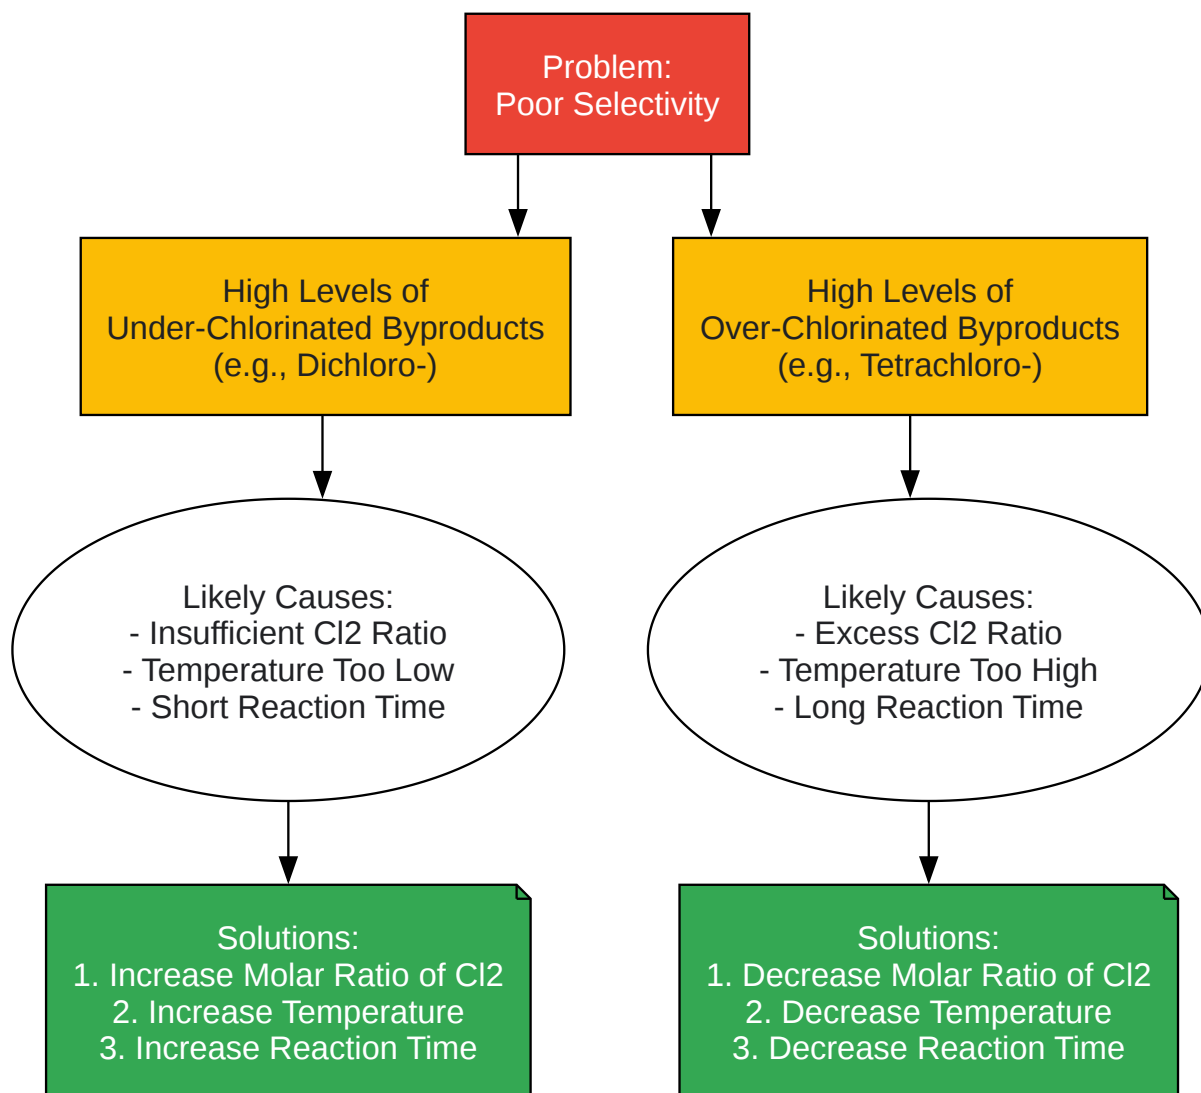 Problem:
Poor Selectivity
High Levels of
Under-Chlorinated Byproducts
(e.g., Dichloro-)
High Levels of
Over-Chlorinated Byproducts
(e.g., Tetrachloro-)
Likely Causes:
- Insufficient Cl2 Ratio
- Temperature Too Low
- Short Reaction Time
Likely Causes:
- Excess Cl2 Ratio
- Temperature Too High
- Long Reaction Time
Solutions:
1. Increase Molar Ratio of Cl2
2. Increase Temperature
3. Increase Reaction Time
Solutions:
1. Decrease Molar Ratio of Cl2
2. Decrease Temperature
3. Decrease Reaction Time